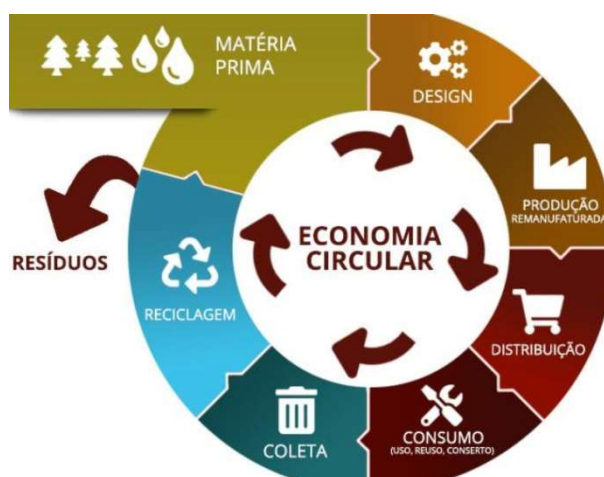 MATÉRIA
PRIMA
DESIGN
PRODUÇÃO
REMANUFATURADA
DISTRIBUIÇÃO
CONSUMO
(USO, REUSO, CONSERTO)
COLETA
RECICLAGEM
RESÍDUOS
ECONOMIA
CIRCULAR